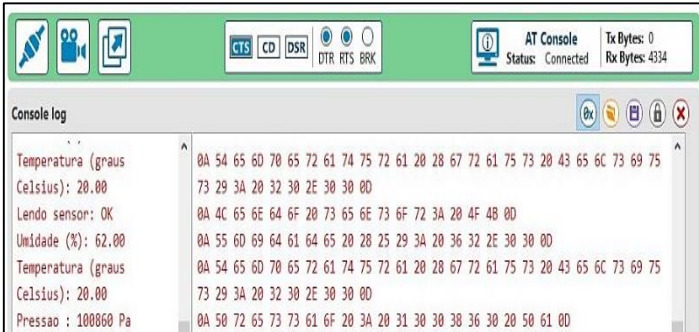 CTS CD DSR
DTR RTS BRK
AT Console
Status: Connected
Tx Bytes: 0
Rx Bytes: 4334
Console log
0x
Temperatura (graus 0A 54 65 6D 70 65 72 61 74 75 72 61 20 28 67 72 61 75 73 20 43 65 6C 73 69 75
Celsius): 20.00 73 29 3A 20 32 30 2E 30 30 0D
Lendo sensor: OK 0A 4C 65 6E 64 6F 20 73 65 6E 73 6F 72 3A 20 4F 4B 0D
Umidade (%): 62.00 0A 55 6D 69 64 61 64 65 20 28 25 29 3A 20 36 32 2E 30 30 0D
Temperatura (graus 0A 54 65 6D 70 65 72 61 74 75 72 61 20 28 67 72 61 75 73 20 43 65 6C 73 69 75
Celsius): 20.00 73 29 3A 20 32 30 2E 30 30 0D
Pressao : 100860 Pa 0A 50 72 65 73 73 61 6F 20 3A 20 31 30 30 38 36 30 20 50 61 0D